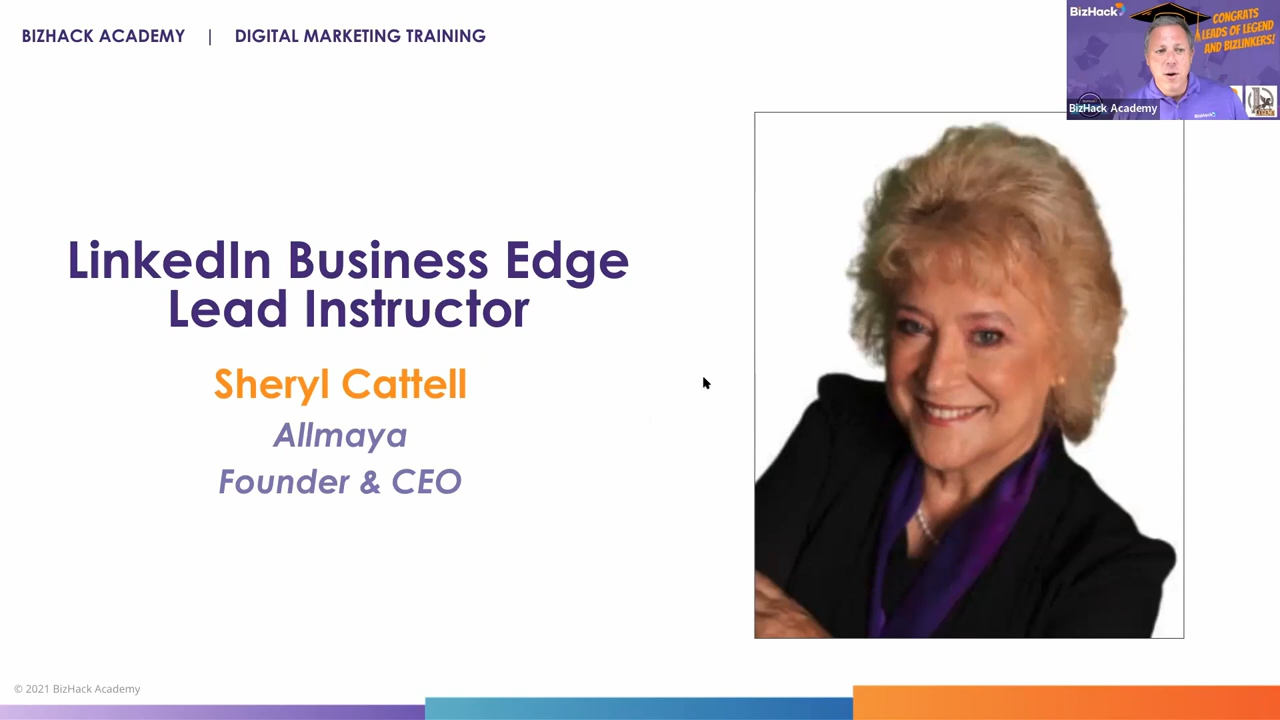 BIZHACK ACADEMY | DIGITAL MARKETING TRAINING
BizHack
CONGRATS
LEADS OF LEGEND
AND BIZLINKERS!
BizHack
BizHack Academy
LinkedIn Business Edge
Lead Instructor
Sheryl Cattell
Allmaya
Founder & CEO
© 2021 BizHack Academy